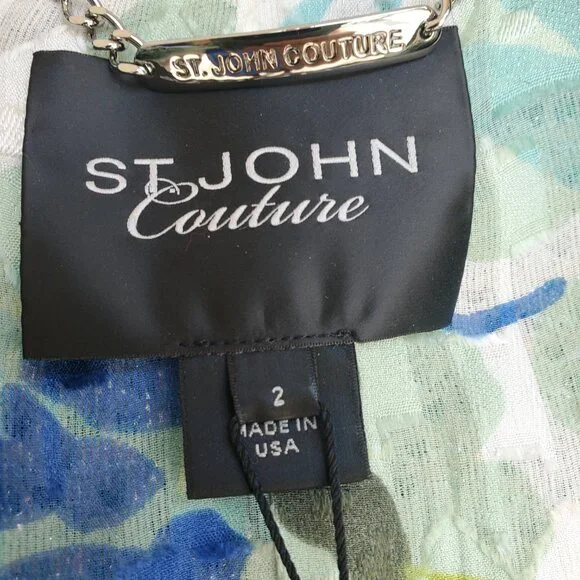 ST. JOHN COUTURE
ST. JOHN
Couture
2
MADE IN
USA